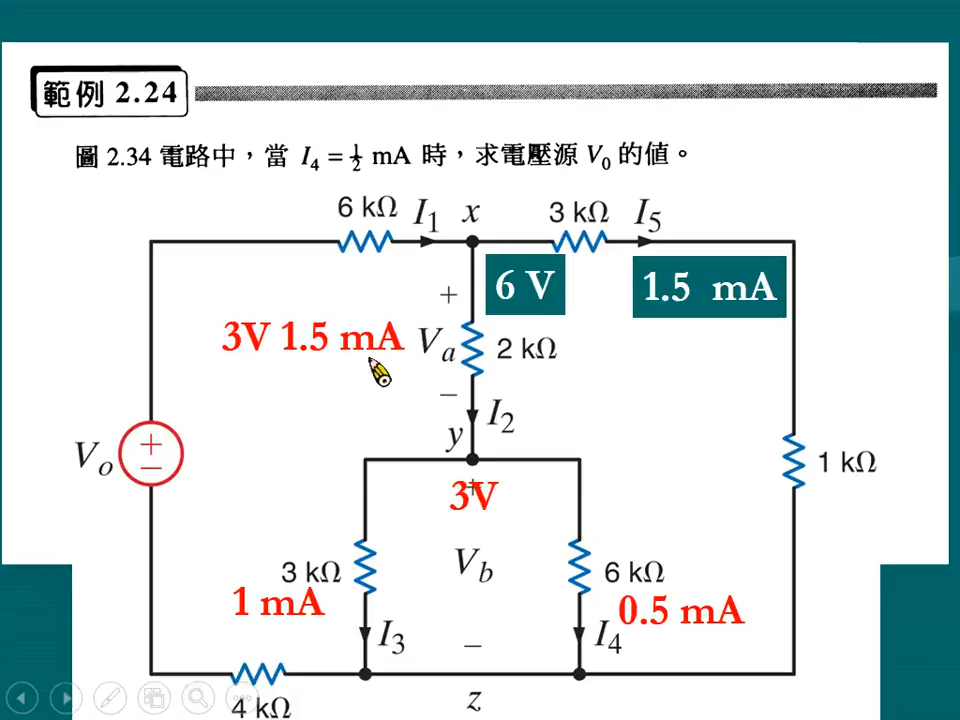 範例 2.24
圖 2.34 電路中，當 I₄ = ½ mA 時，求電壓源 V₀ 的值。
6 kΩ I₁ x 3 kΩ I₅
+ 6 V 1.5 mA
3V 1.5 mA Vₐ 2 kΩ
− I₂
y
Vₒ + − 1 kΩ
+
3V
3 kΩ V_b 6 kΩ
1 mA 0.5 mA
I₃ − I₄
4 kΩ z